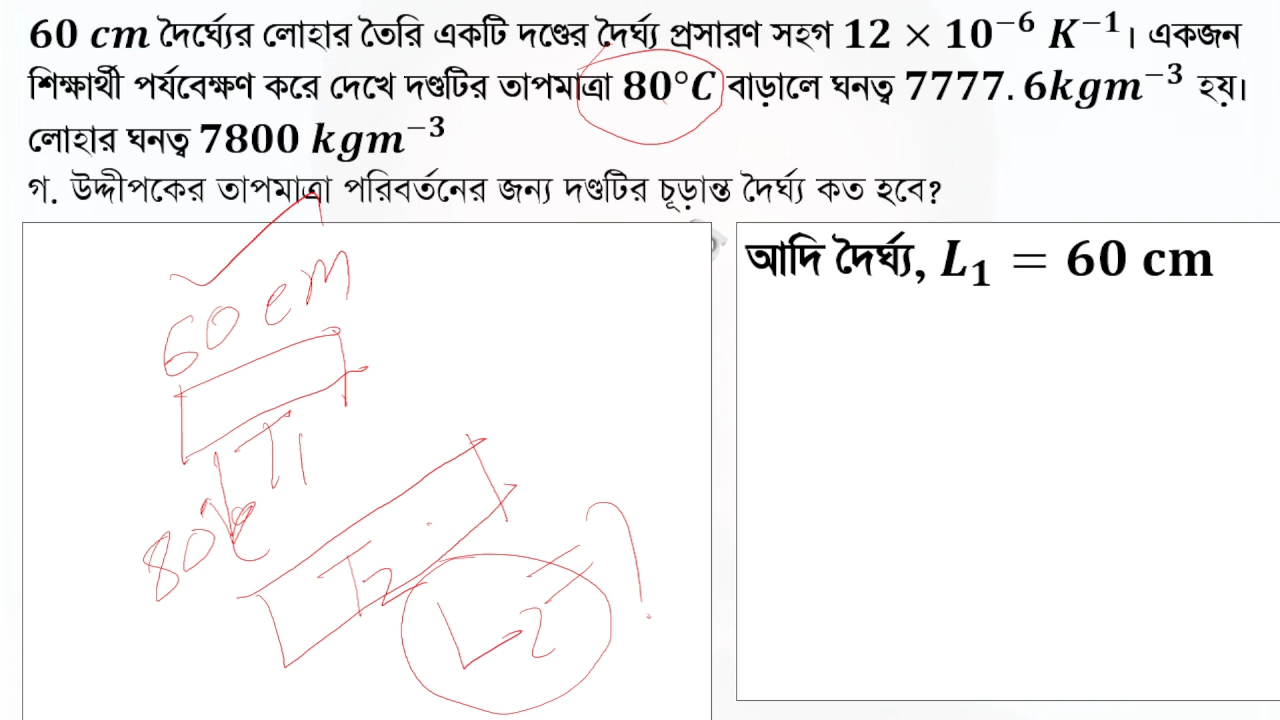 60 cm দৈর্ঘ্যের লোহার তৈরি একটি দণ্ডের দৈর্ঘ্য প্রসারণ সহগ 12 × 10⁻⁶ K⁻¹। একজন
শিক্ষার্থী পর্যবেক্ষণ করে দেখে দণ্ডটির তাপমাত্রা 80°C বাড়ালে ঘনত্ব 7777.6kgm⁻³ হয়।
লোহার ঘনত্ব 7800 kgm⁻³
গ. উদ্দীপকের তাপমাত্রা পরিবর্তনের জন্য দণ্ডটির চূড়ান্ত দৈর্ঘ্য কত হবে?
আদি দৈর্ঘ্য, L₁ = 60 cm
60 cm
T₁
80°C
T₂
L₂ = ?